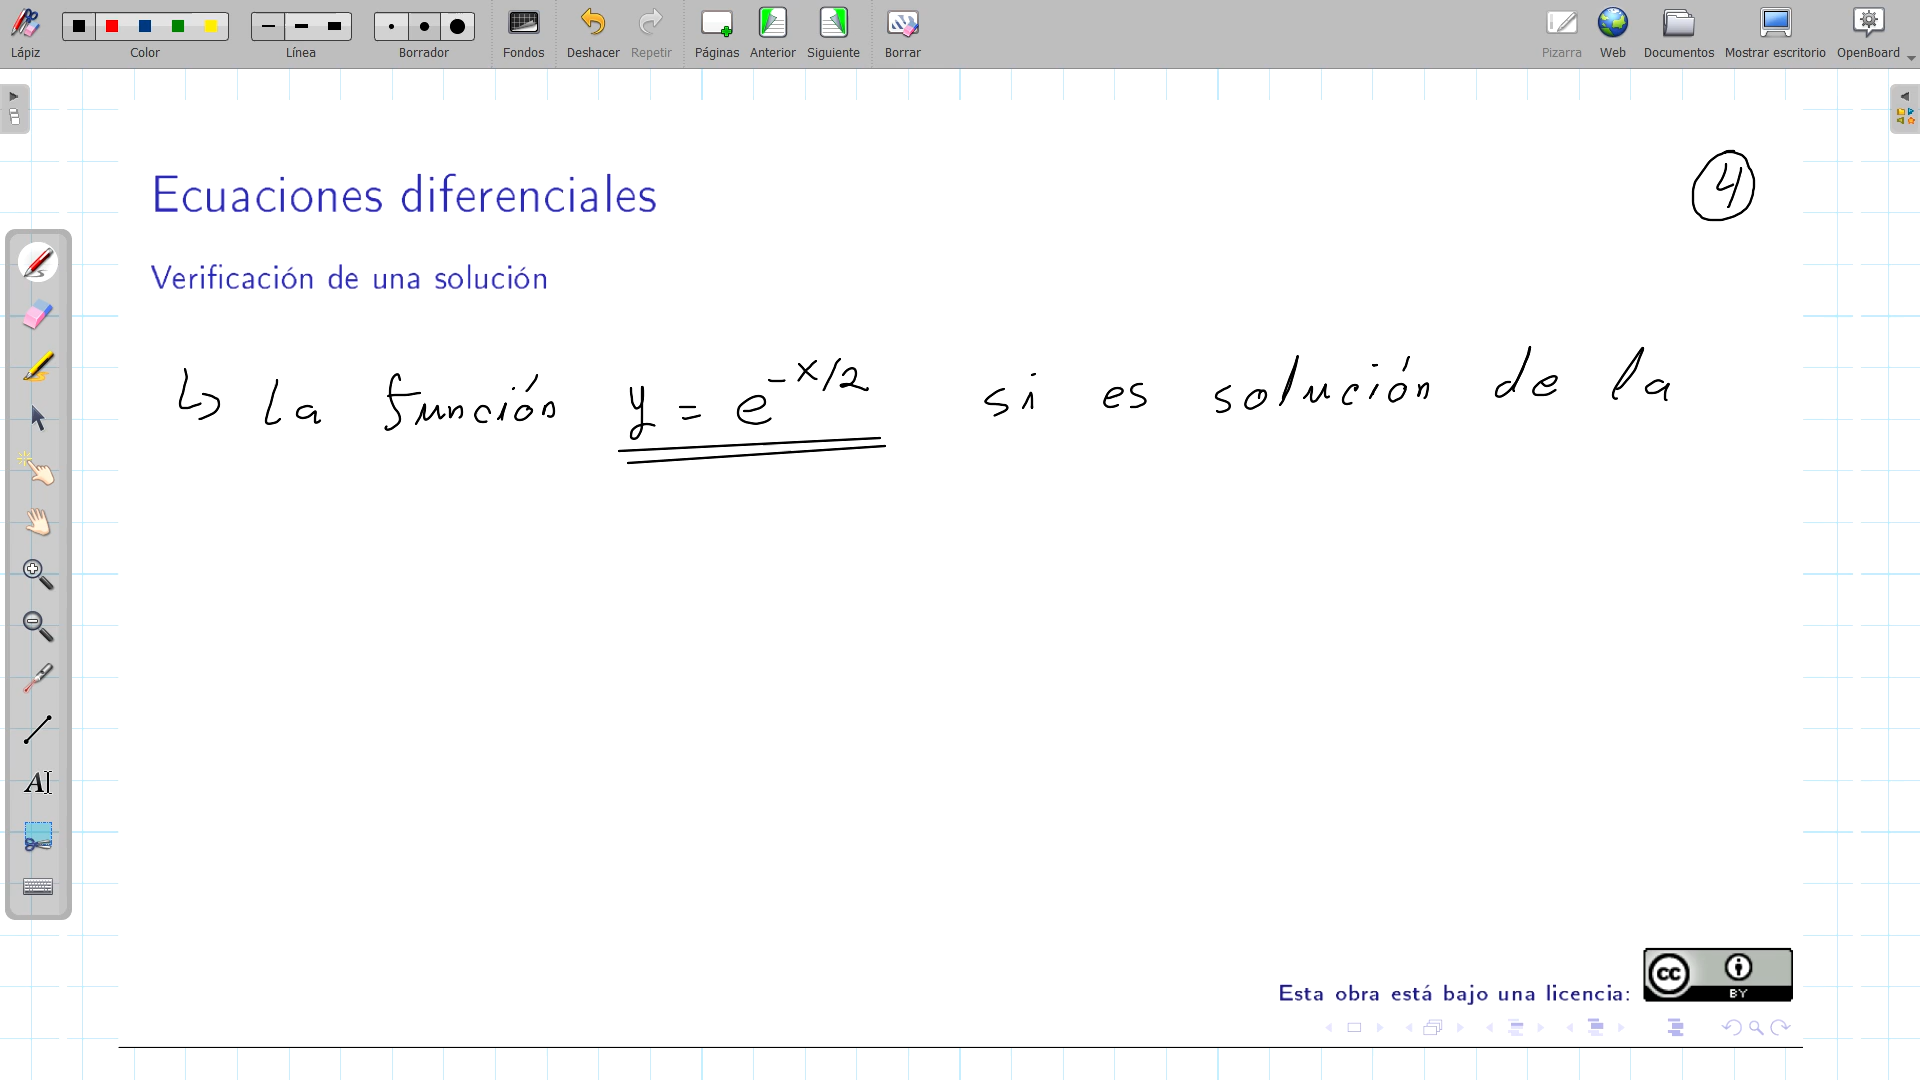 Lápiz Color Línea Borrador Fondos Deshacer Repetir Páginas Anterior Siguiente Borrar Pizarra Web Documentos Mostrar escritorio OpenBoard
Ecuaciones diferenciales
4
Verificación de una solución
↳ La función y = e^{-x/2} si es solución de la
Esta obra está bajo una licencia:
cc BY